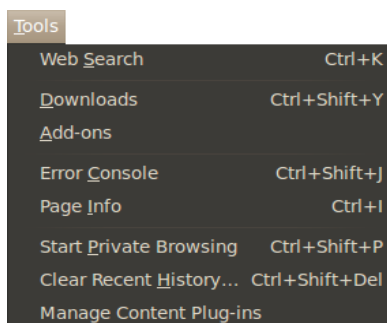 Tools
Web Search Ctrl+K
Downloads Ctrl+Shift+Y
Add-ons
Error Console Ctrl+Shift+J
Page Info Ctrl+I
Start Private Browsing Ctrl+Shift+P
Clear Recent History... Ctrl+Shift+Del
Manage Content Plug-ins